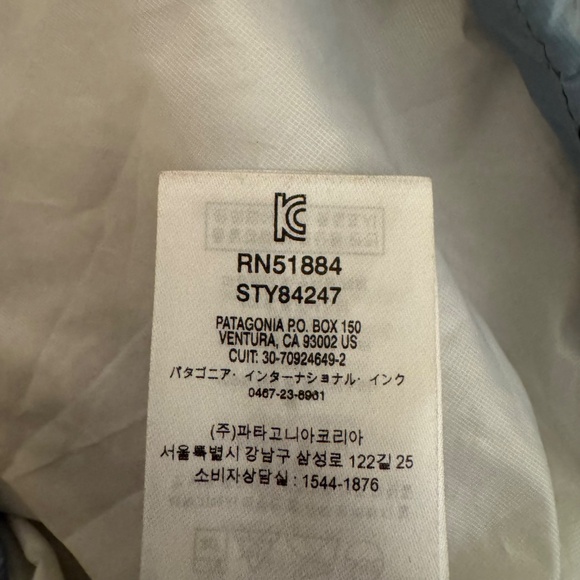 RN51884
STY84247
PATAGONIA P.O. BOX 150
VENTURA, CA 93002 US
CUIT: 30-70924649-2
パタゴニア・インターナショナル・インク
0467-23-8961
(주)파타고니아코리아
서울특별시 강남구 삼성로 122길 25
소비자상담실 : 1544-1876